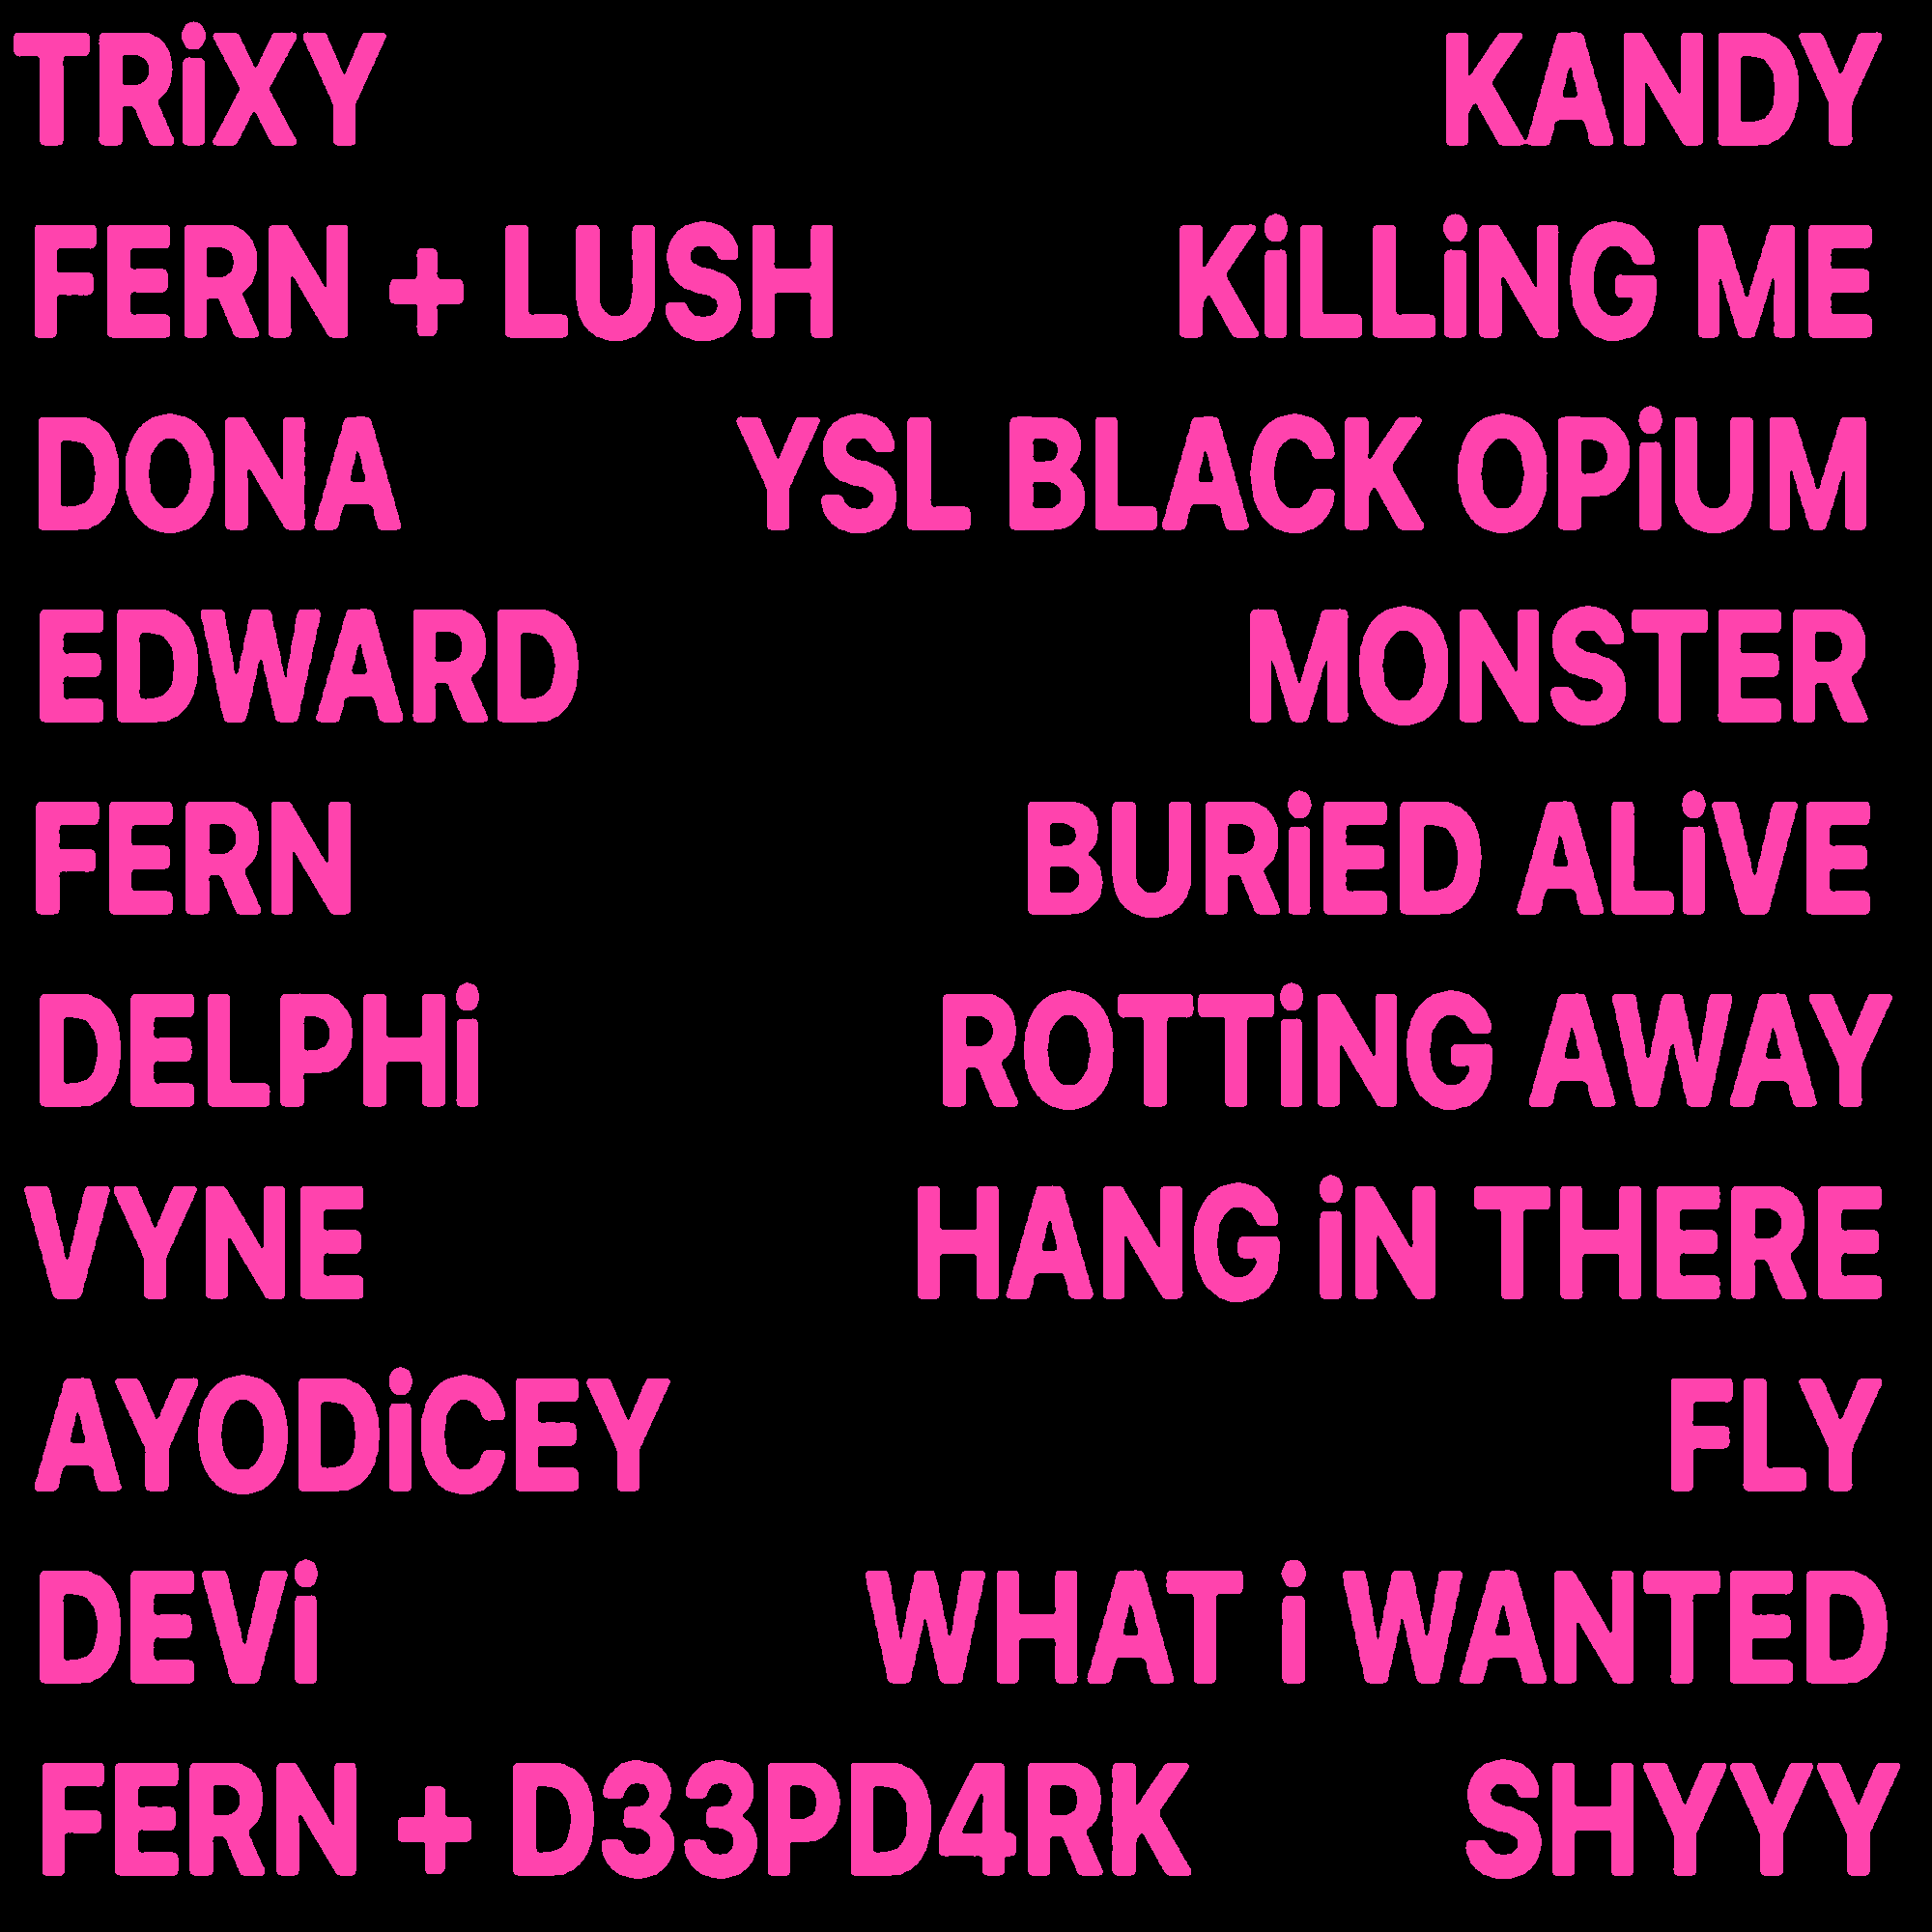 TRiXY KANDY
FERN + LUSH KiLLiNG ME
DONA YSL BLACK OPiUM
EDWARD MONSTER
FERN BURiED ALiVE
DELPHi ROTTiNG AWAY
VYNE HANG iN THERE
AYODiCEY FLY
DEVi WHAT i WANTED
FERN + D33PD4RK SHYYY